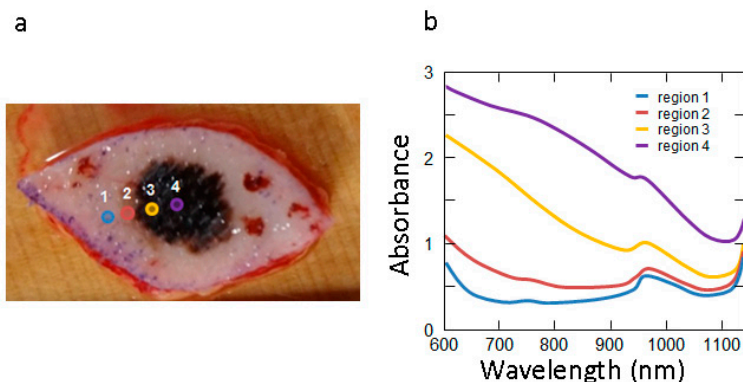 a
b
1
2
3
4
3
2
1
0
600
700
800
900
1000
1100
Absorbance
Wavelength (nm)
region 1
region 2
region 3
region 4